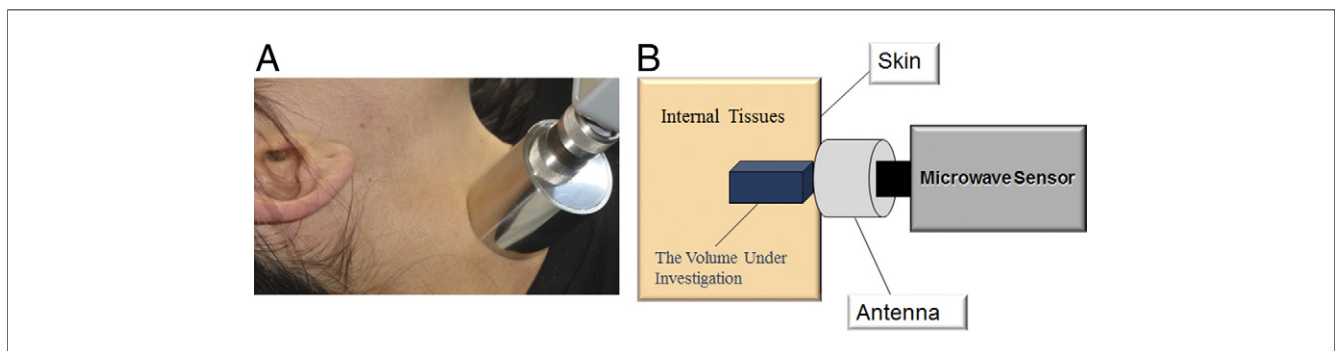 A
B
Skin
Internal Tissues
Microwave Sensor
The Volume Under
Investigation
Antenna